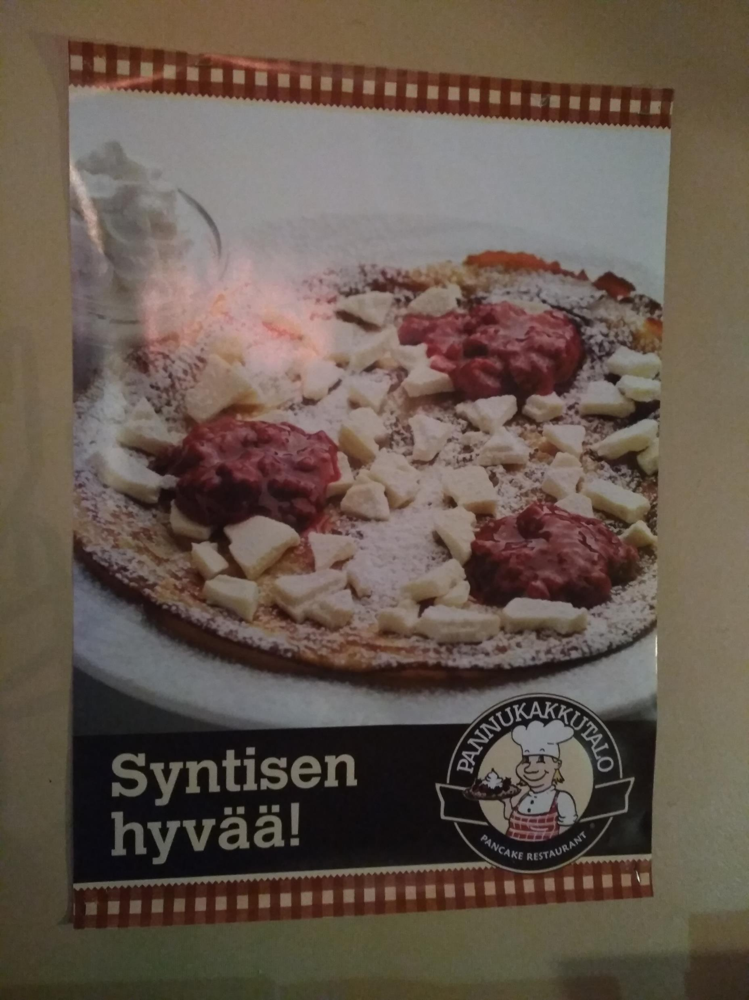 Syntisen
hyvää!
PANNUKAKKUTALO
PANCAKE RESTAURANT